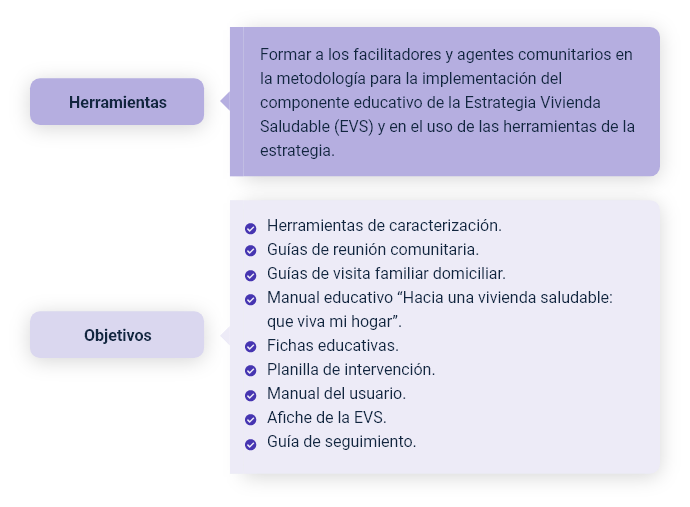 Herramientas
Formar a los facilitadores y agentes comunitarios en
la metodología para la implementación del
componente educativo de la Estrategia Vivienda
Saludable (EVS) y en el uso de las herramientas de la
estrategia.
Objetivos
Herramientas de caracterización.
Guías de reunión comunitaria.
Guías de visita familiar domiciliar.
Manual educativo “Hacia una vivienda saludable:
que viva mi hogar”.
Fichas educativas.
Planilla de intervención.
Manual del usuario.
Afiche de la EVS.
Guía de seguimiento.